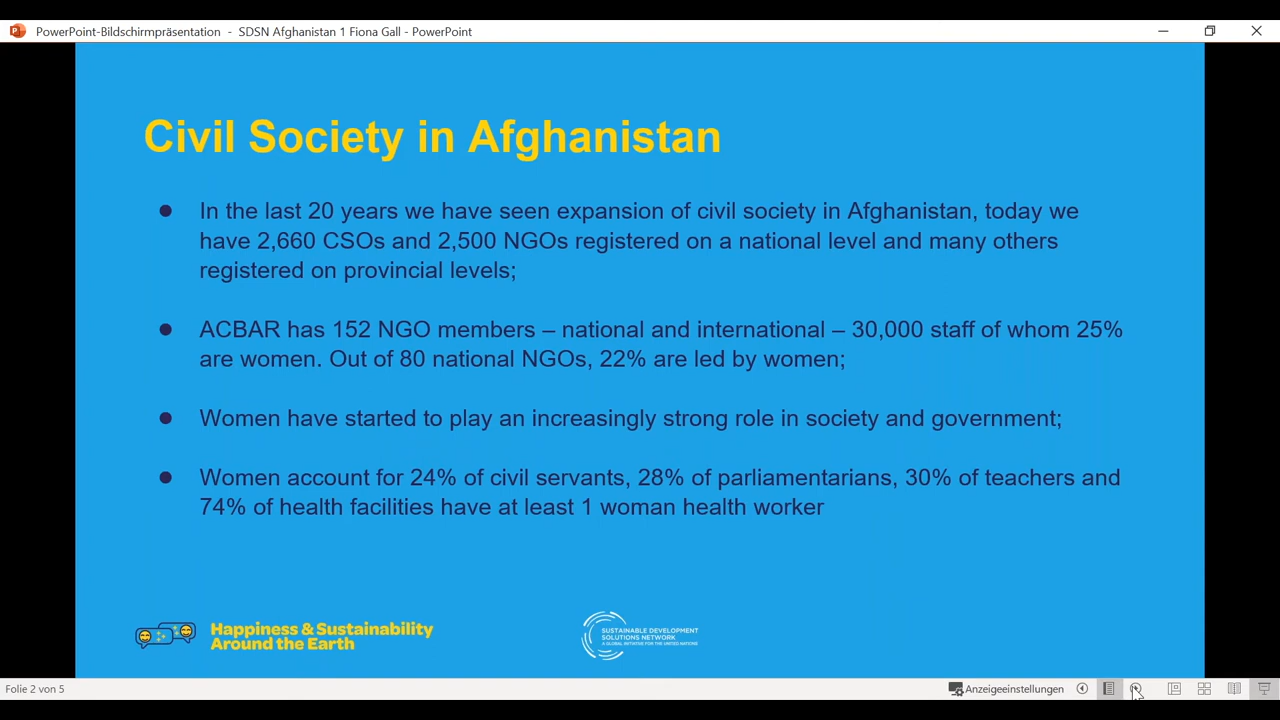 PowerPoint-Bildschirmpräsentation - SDSN Afghanistan 1 Fiona Gall - PowerPoint
Civil Society in Afghanistan
● In the last 20 years we have seen expansion of civil society in Afghanistan, today we
have 2,660 CSOs and 2,500 NGOs registered on a national level and many others
registered on provincial levels;
● ACBAR has 152 NGO members – national and international – 30,000 staff of whom 25%
are women. Out of 80 national NGOs, 22% are led by women;
● Women have started to play an increasingly strong role in society and government;
● Women account for 24% of civil servants, 28% of parliamentarians, 30% of teachers and
74% of health facilities have at least 1 woman health worker
Happiness & Sustainability
Around the Earth
SUSTAINABLE DEVELOPMENT
SOLUTIONS NETWORK
A GLOBAL INITIATIVE FOR THE UNITED NATIONS
Folie 2 von 5
Anzeigeeinstellungen